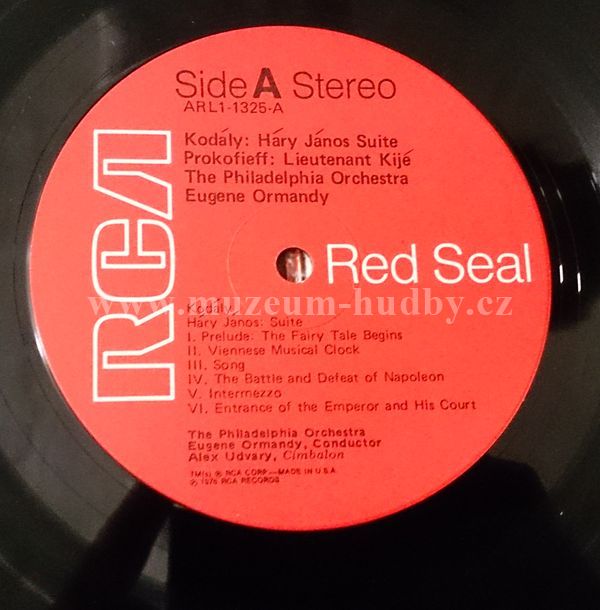 Side A Stereo
ARL1-1325-A
Kodály: Háry János Suite
Prokofieff: Lieutenant Kijé
The Philadelphia Orchestra
Eugene Ormandy
RCA
Red Seal
www.muzeum-hudby.cz
Kodály:
Háry János: Suite
I. Prelude: The Fairy Tale Begins
II. Viennese Musical Clock
III. Song
IV. The Battle and Defeat of Napoleon
V. Intermezzo
VI. Entrance of the Emperor and His Court
The Philadelphia Orchestra
Eugene Ormandy, Conductor
Alex Udvary, Cimbalon
TM(s) ® RCA CORP.—MADE IN U.S.A.
℗ 1976 RCA RECORDS